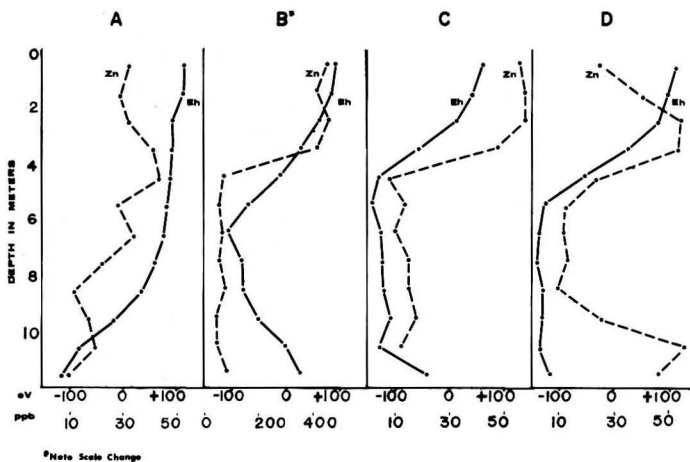 A B* C D
0
Zn Zn Zn Zn
Eh Eh Eh Eh
2
4
6
8
10
DEPTH IN METERS
eV -100 0 +100 -100 0 +100 -100 0 +100 -100 0 +100
ppb 10 30 50 0 200 400 10 30 50 10 30 50
*Note Scale Change